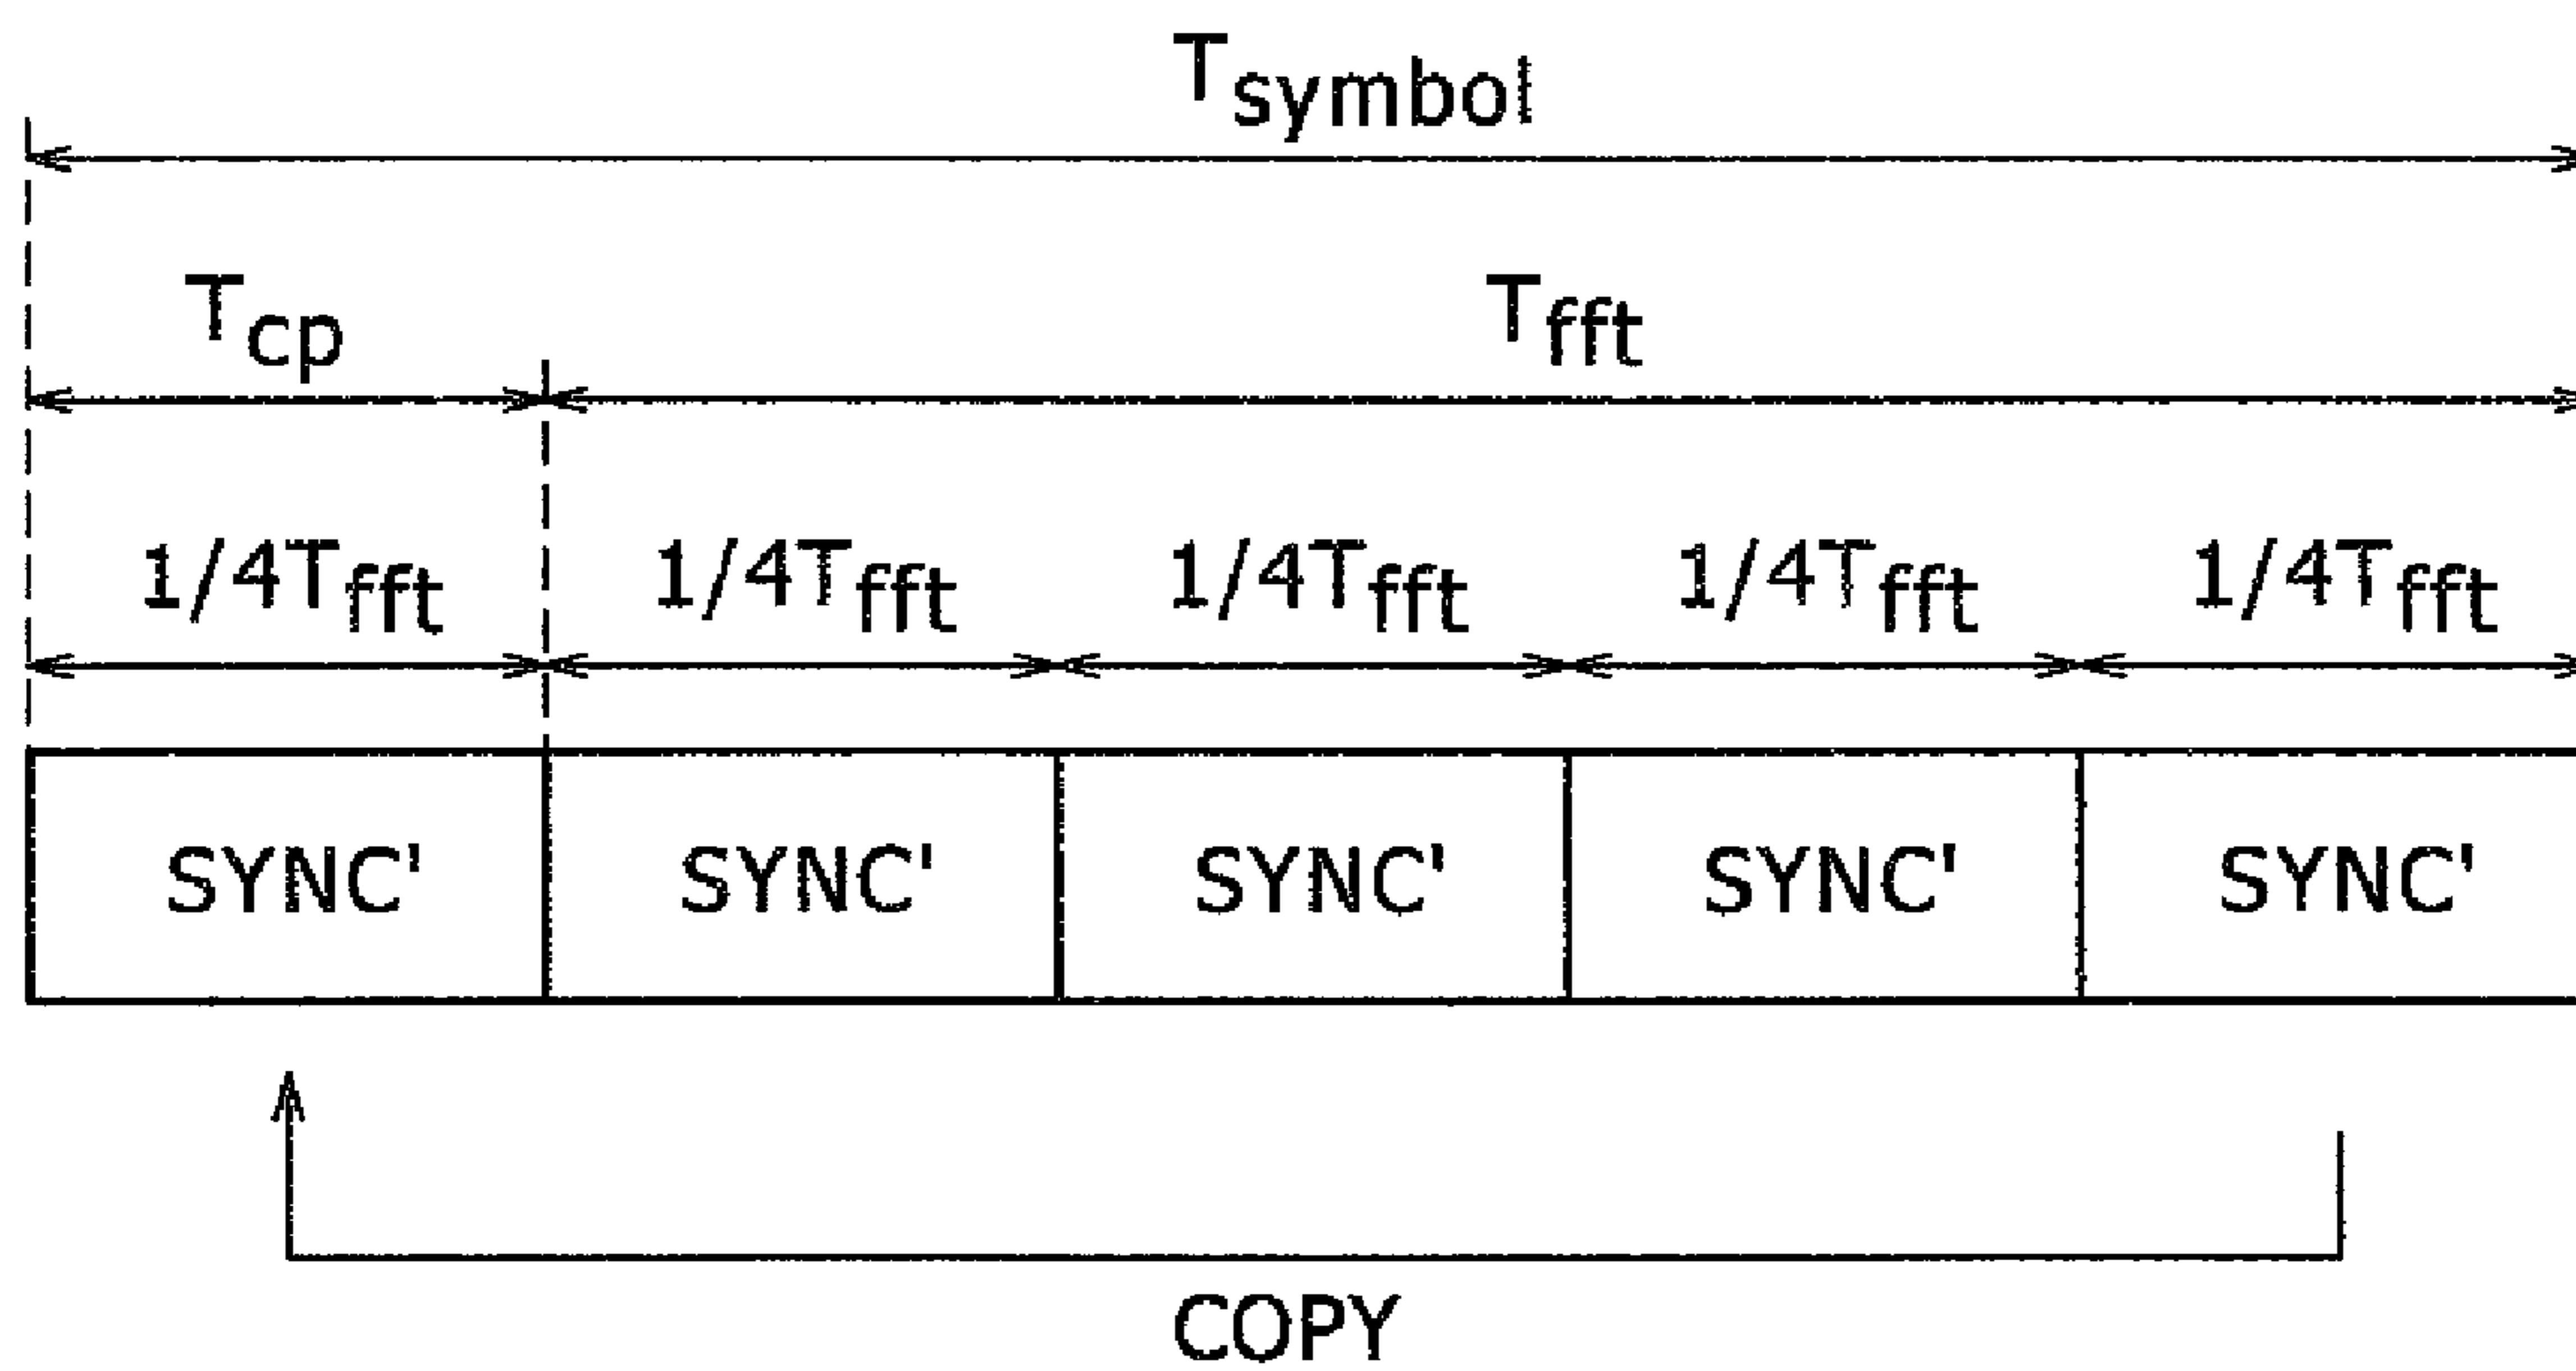 Tsymbol
Tcp Tfft
1/4Tfft 1/4Tfft 1/4Tfft 1/4Tfft 1/4Tfft
SYNC' SYNC' SYNC' SYNC' SYNC'
COPY